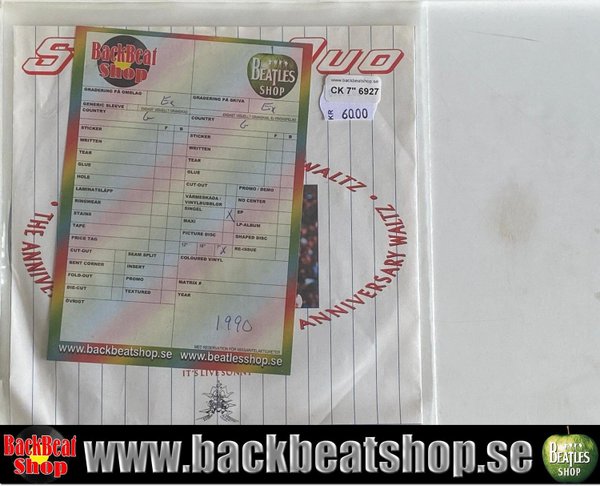 S QUO
BackBeat Shop
BEATLES SHOP
www.backbeatshop.se
CK 7" 6927
KR 6000
GRADERING PÅ OMSLAG Ex
GRADERING PÅ SKIVA Ex
GENERIC SLEEVE
COUNTRY G
COUNTRY G
F B
F B
STICKER
STICKER
WRITTEN
WRITTEN
TEAR
TEAR
GLUE
GLUE
HOLE
CUT-OUT
PROMO / DEMO
LAMINATSLÄPP
VÄRMESKADA / VINYLBUBBLOR
NO CENTER
RINGWEAR
SINGEL X
EP
STAINS
MAXI
LP-ALBUM
TAPE
PICTURE DISC
SHAPED DISC
PRICE TAG
12" 10" X
RE-ISSUE
CUT-OUT
SEAM SPLIT
COLOURED VINYL
BENT CORNER
INSERT
FOLD-OUT
PROMO
MATRIX #
DIE-CUT
TEXTURED
YEAR
ÖVRIGT
1990
www.backbeatshop.se
www.beatlesshop.se
WALTZ • ANNIVERSARY WALTZ
• THE ANNIVE
IT'S LIVE
BackBeat Shop
www.backbeatshop.se
BEATLES SHOP